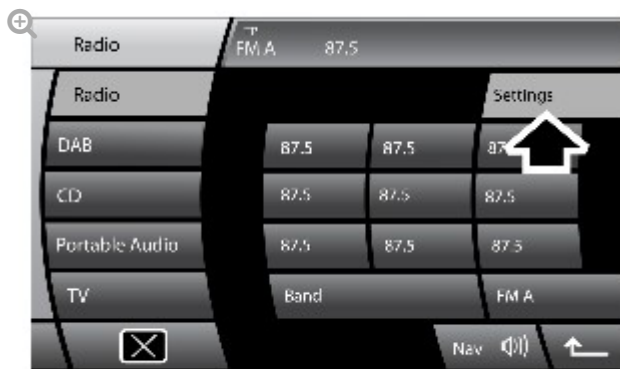 Radio FM A 87.5
Radio Settings
DAB 87.5 87.5 87
CD 87.5 87.5 87.5
Portable Audio 87.5 87.5 87.5
TV Band FM A
Nav